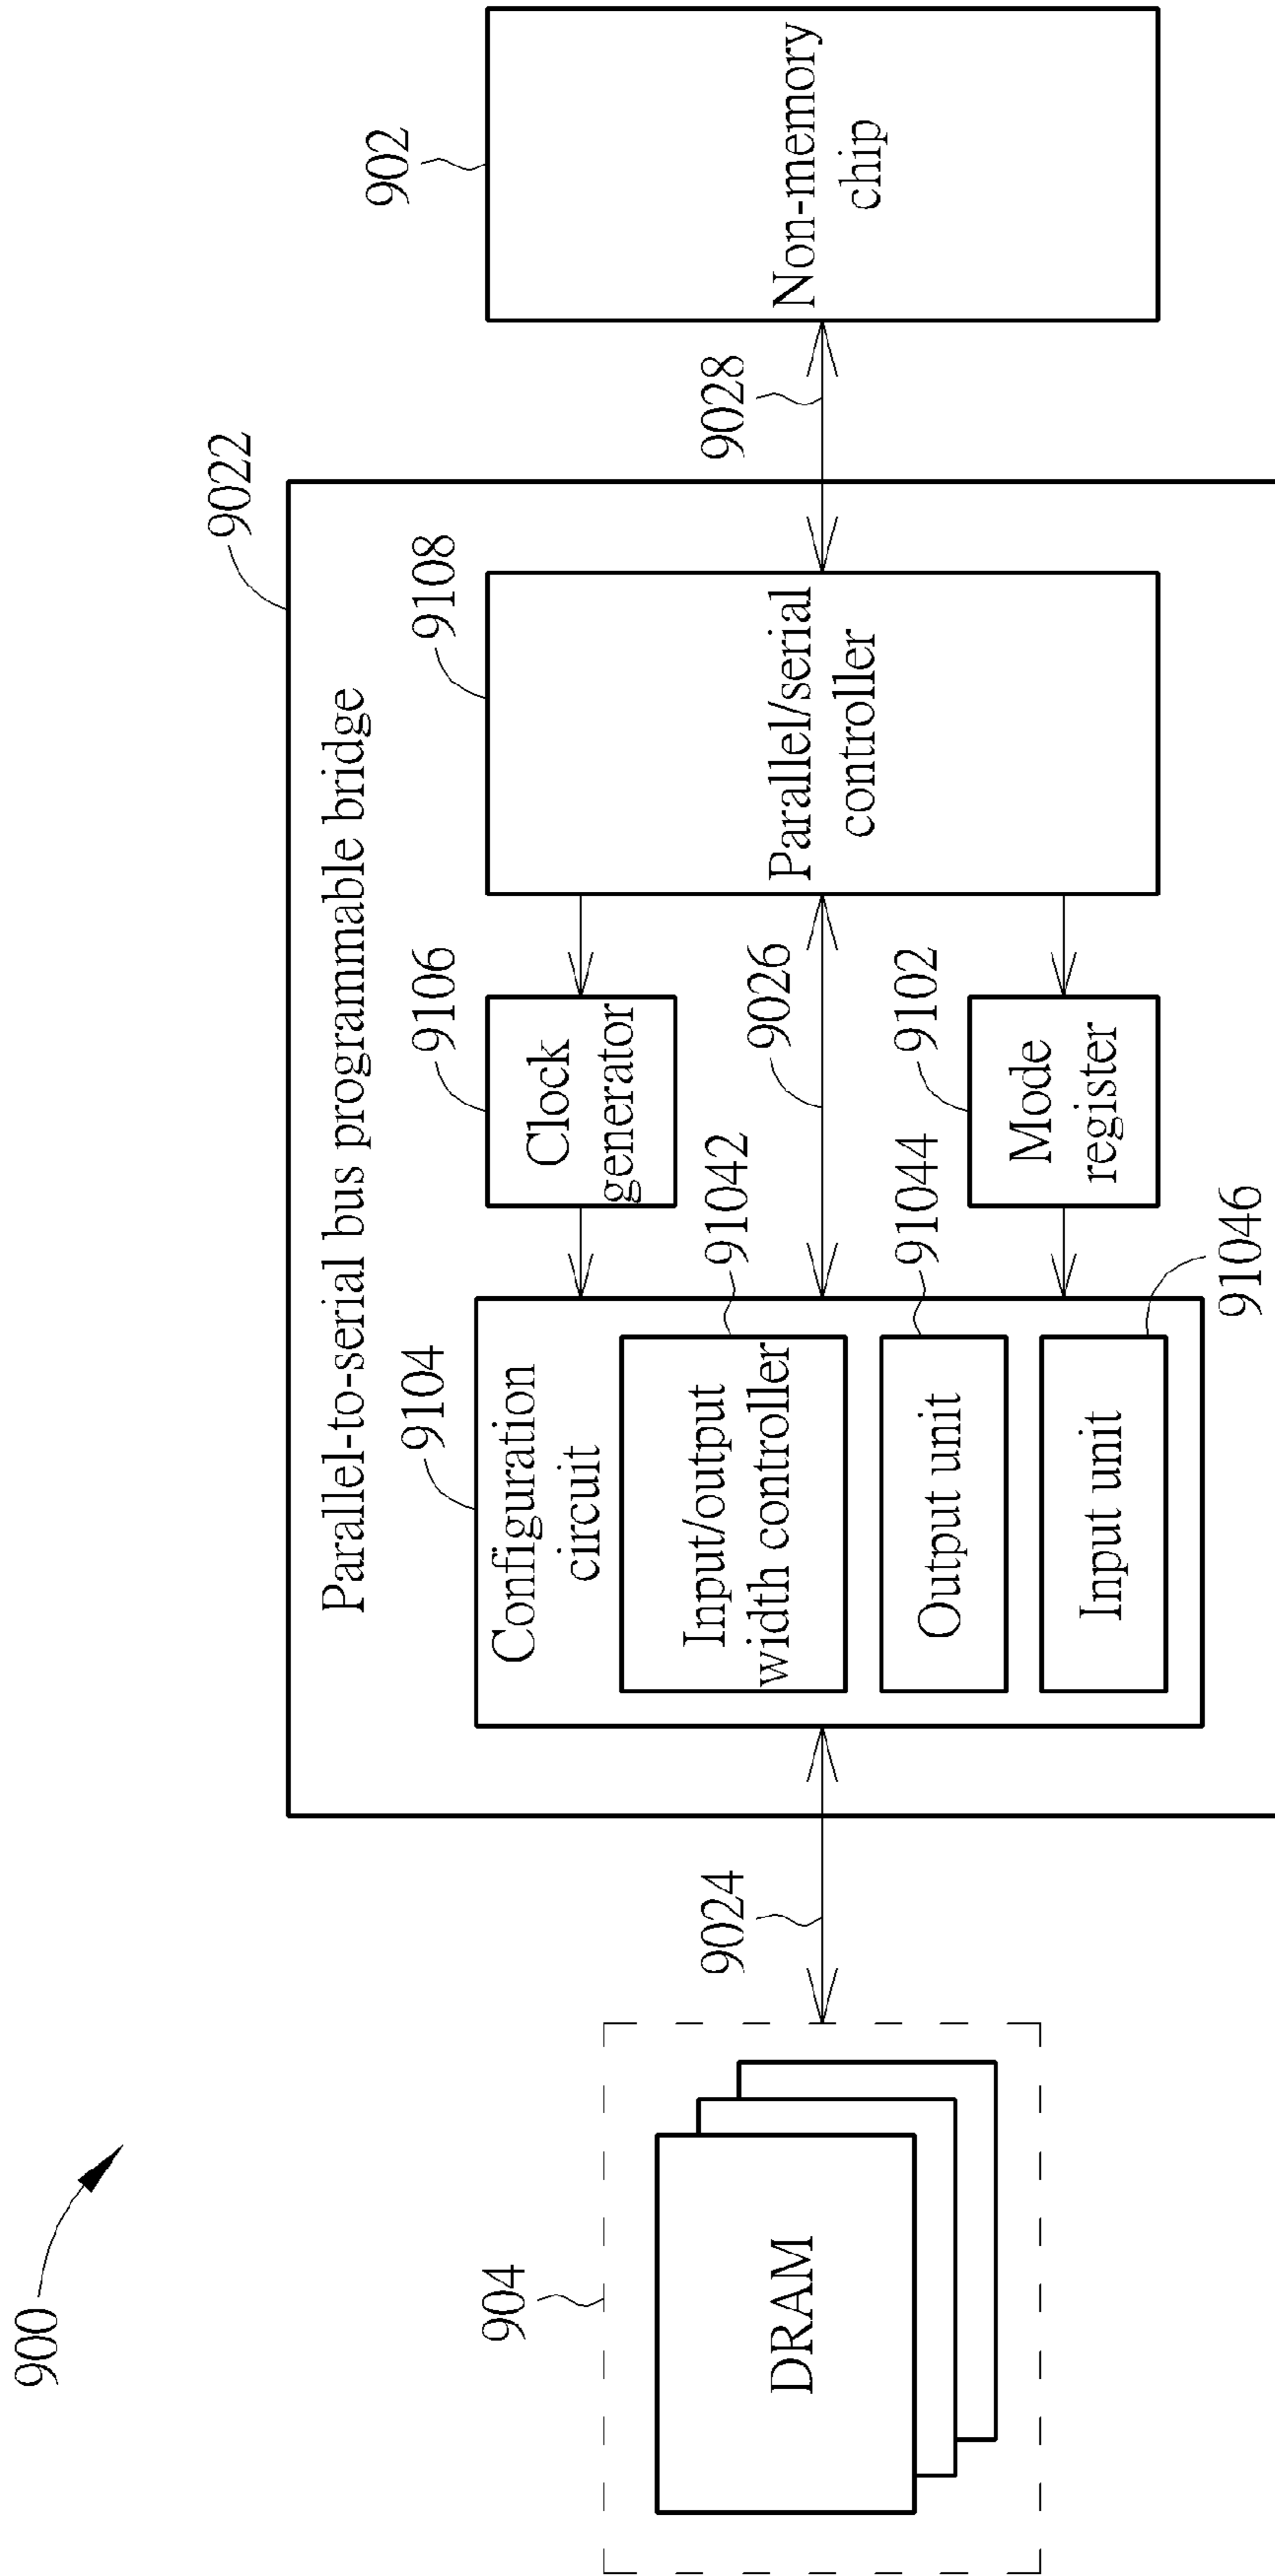 900
9022
Parallel-to-serial bus programmable bridge
904
DRAM
9024
9104
Configuration
circuit
91042
Input/output
width controller
91044
Output unit
91046
Input unit
9106
Clock
generator
9026
9102
Mode
register
9108
Parallel/serial
controller
9028
902
Non-memory
chip